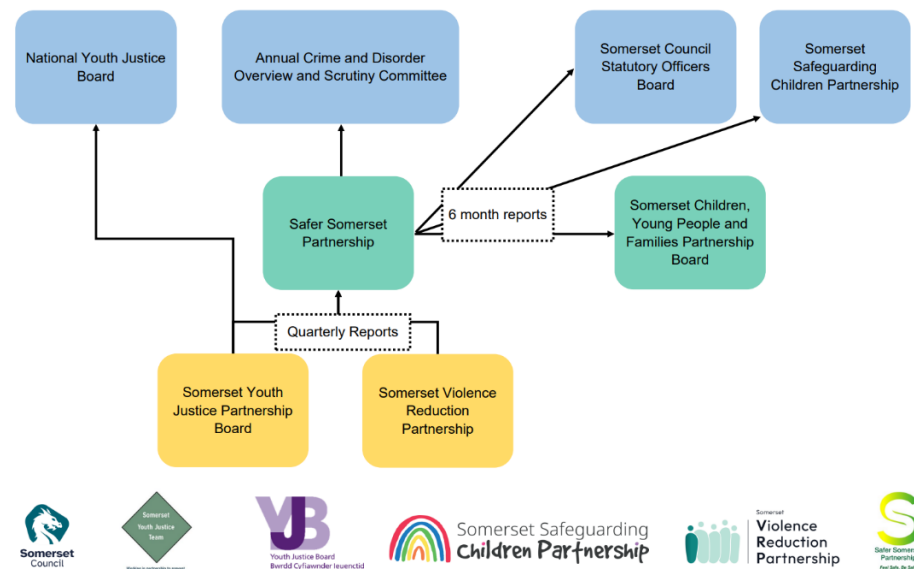 National Youth Justice
Board
Annual Crime and Disorder
Overview and Scrutiny Committee
Somerset Council
Statutory Officers
Board
Somerset
Safeguarding
Children Partnership
Safer Somerset
Partnership
6 month reports
Somerset Children,
Young People and
Families Partnership
Board
Quarterly Reports
Somerset Youth
Justice Partnership
Board
Somerset Violence
Reduction
Partnership
Somerset
Council
Somerset
Youth Justice
Team
YJB
Youth Justice Board
Bwrdd Cyfiawnder Ieuenctid
Somerset Safeguarding
Children Partnership
Somerset
Violence
Reduction
Partnership
S
Safer Somerset
Partnership